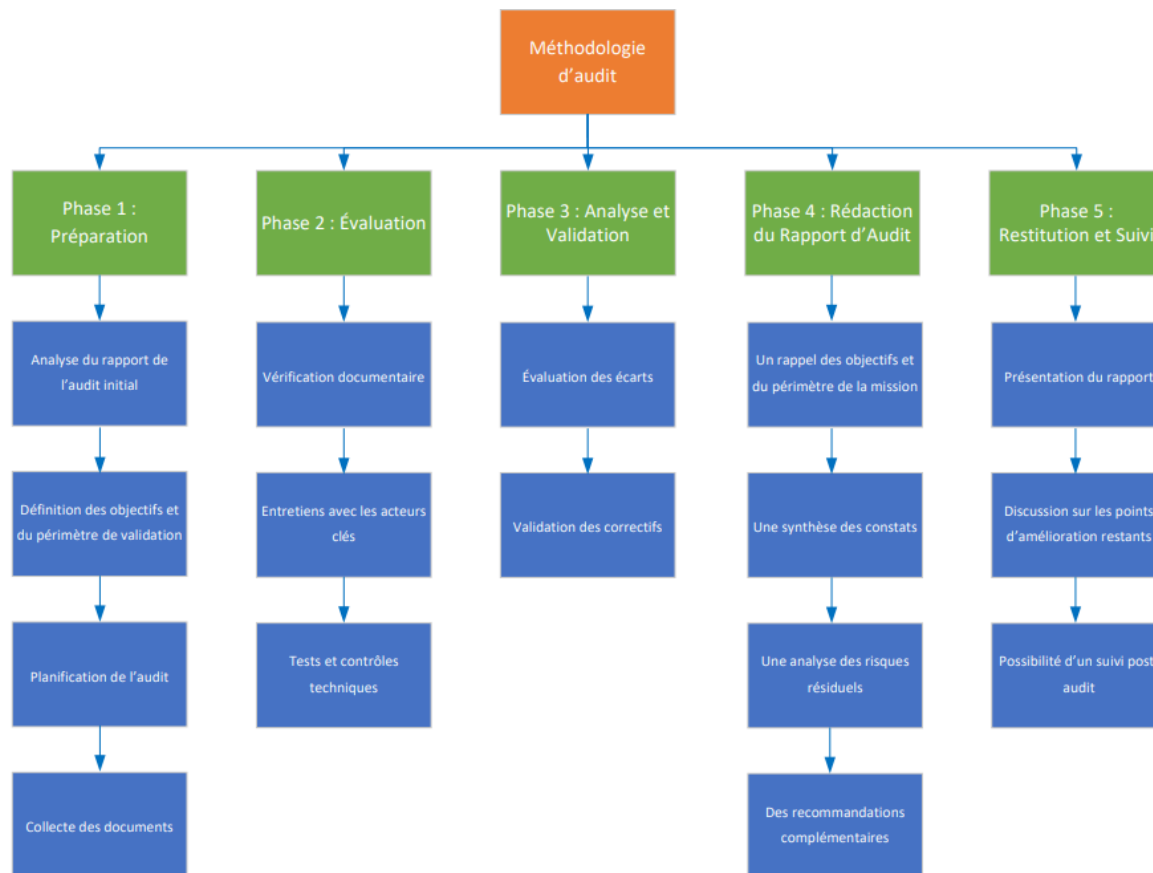 Méthodologie
d’audit
Phase 1 :
Préparation
Analyse du rapport de
l’audit initial
Définition des objectifs et
du périmètre de validation
Planification de l’audit
Collecte des documents
Phase 2 : Évaluation
Vérification documentaire
Entretiens avec les acteurs
clés
Tests et contrôles
techniques
Phase 3 : Analyse et
Validation
Évaluation des écarts
Validation des correctifs
Phase 4 : Rédaction
du Rapport d’Audit
Un rappel des objectifs et
du périmètre de la mission
Une synthèse des constats
Une analyse des risques
résiduels
Des recommandations
complémentaires
Phase 5 :
Restitution et Suivi
Présentation du rapport
Discussion sur les points
d’amélioration restants
Possibilité d’un suivi post
audit